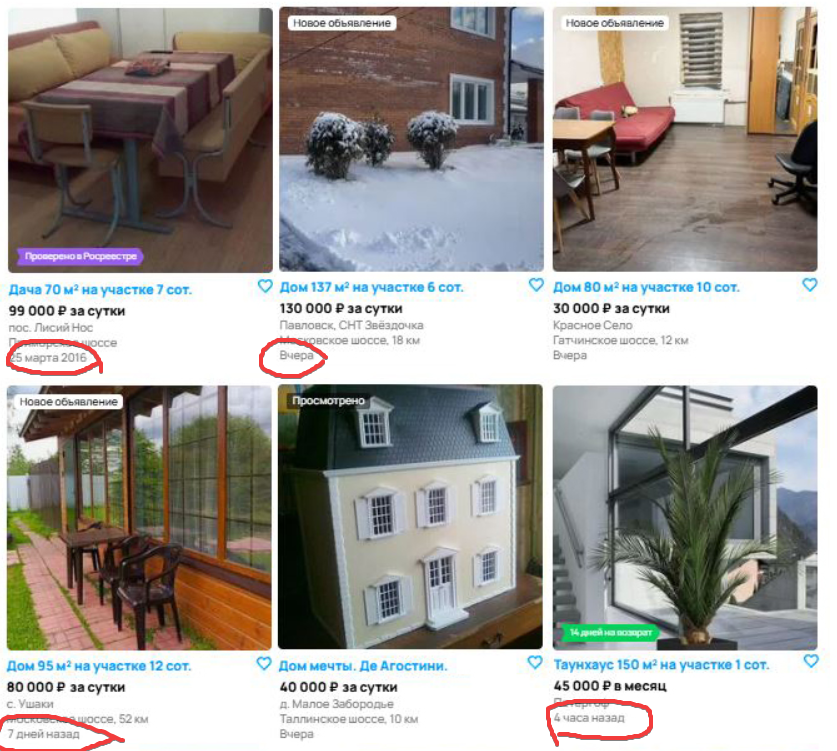 Проверено в Росреестре
Дача 70 м² на участке 7 сот.
99 000 ₽ за сутки
пос. Лисий Нос
Приморское шоссе
25 марта 2016
Новое объявление
Дом 137 м² на участке 6 сот.
130 000 ₽ за сутки
Павловск, СНТ Звёздочка
Московское шоссе, 18 км
Вчера
Новое объявление
Дом 80 м² на участке 10 сот.
30 000 ₽ за сутки
Красное Село
Гатчинское шоссе, 12 км
Вчера
Новое объявление
Дом 95 м² на участке 12 сот.
80 000 ₽ за сутки
с. Ушаки
Московское шоссе, 52 км
7 дней назад
Просмотрено
Дом мечты. Де Агостини.
40 000 ₽ за сутки
д. Малое Забородье
Таллинское шоссе, 10 км
Вчера
14 дней на возврат
Таунхаус 150 м² на участке 1 сот.
45 000 ₽ в месяц
Петергоф
4 часа назад